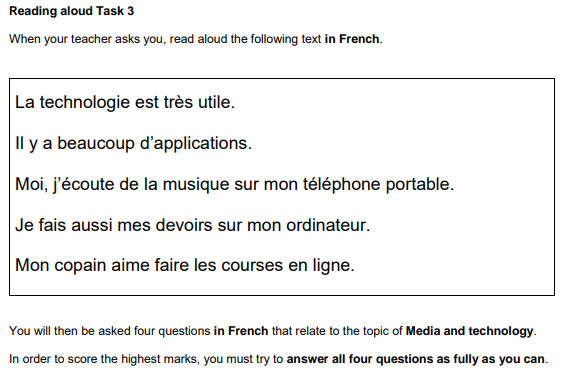 Reading aloud Task 3
When your teacher asks you, read aloud the following text in French.
La technologie est très utile.
Il y a beaucoup d’applications.
Moi, j’écoute de la musique sur mon téléphone portable.
Je fais aussi mes devoirs sur mon ordinateur.
Mon copain aime faire les courses en ligne.
You will then be asked four questions in French that relate to the topic of Media and technology.
In order to score the highest marks, you must try to answer all four questions as fully as you can.